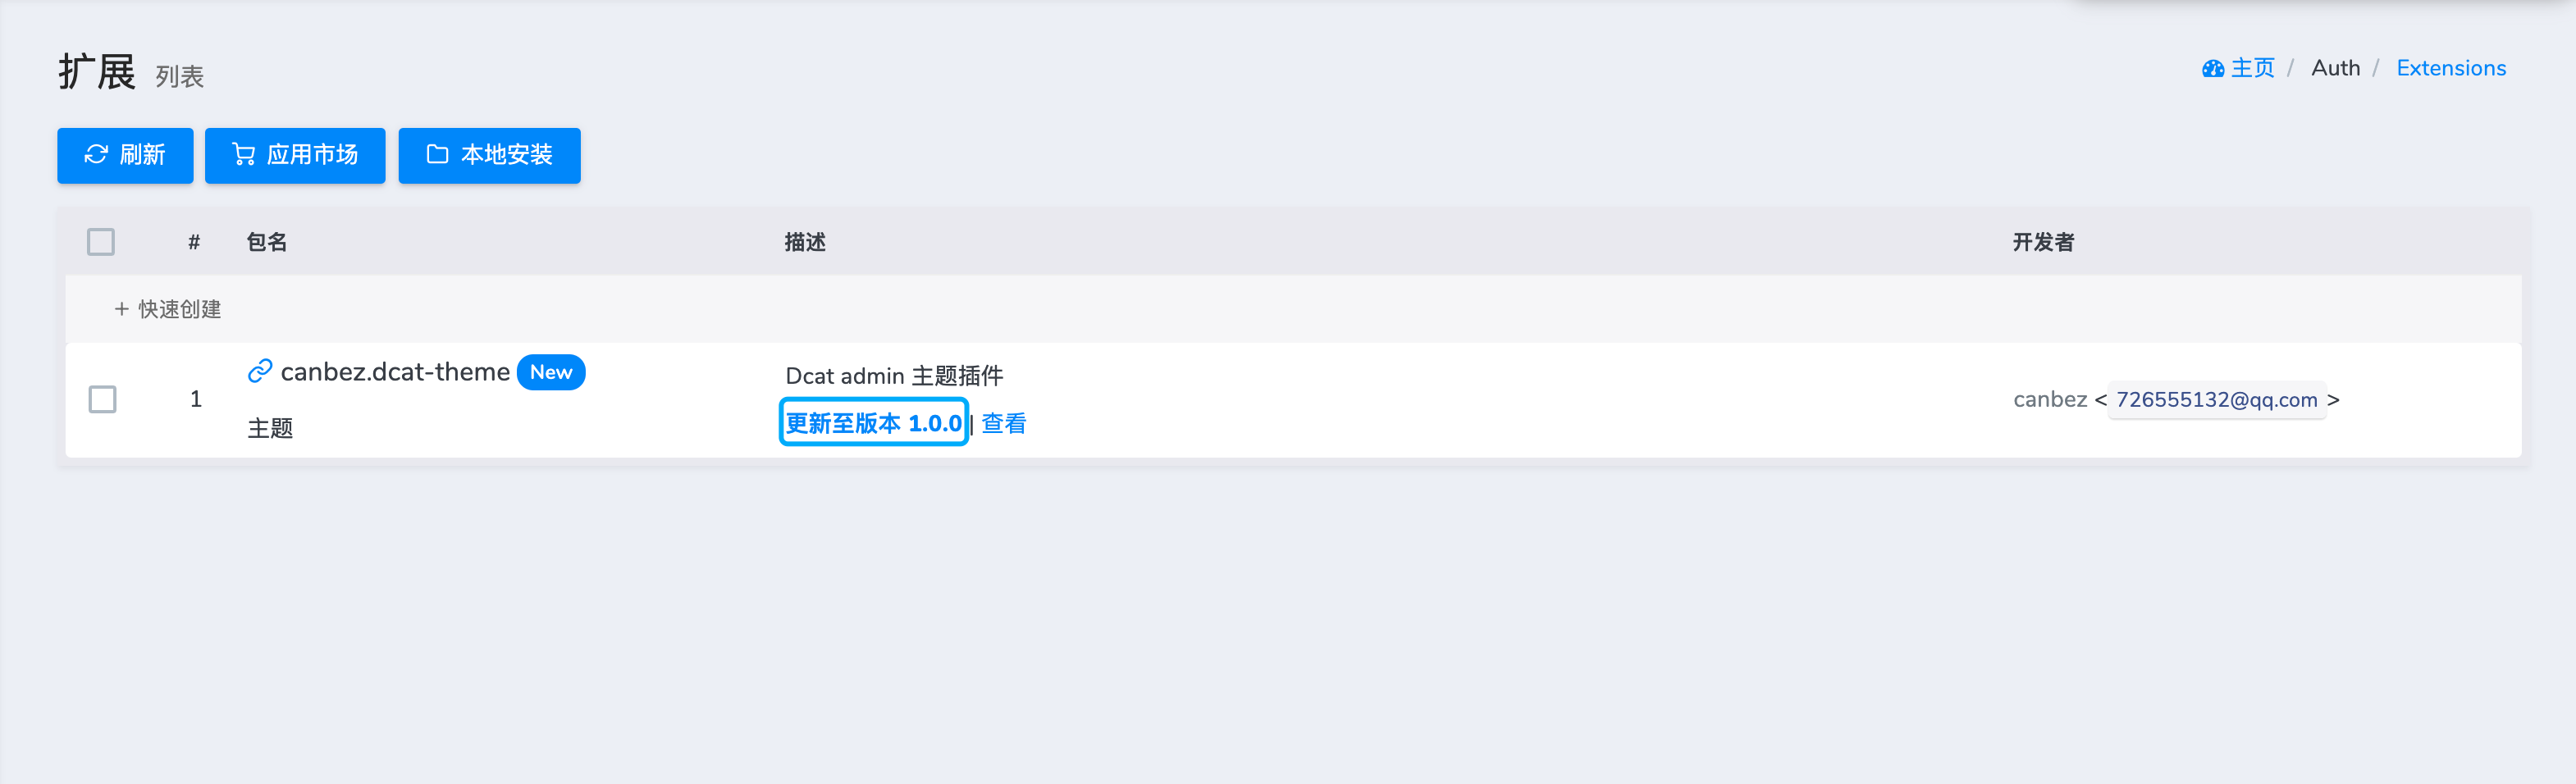 扩展 列表
主页 / Auth / Extensions
刷新 应用市场 本地安装
# 包名 描述 开发者
+ 快速创建
1 canbez.dcat-theme New Dcat admin 主题插件 canbez < 726555132@qq.com >
主题 更新至版本 1.0.0 | 查看